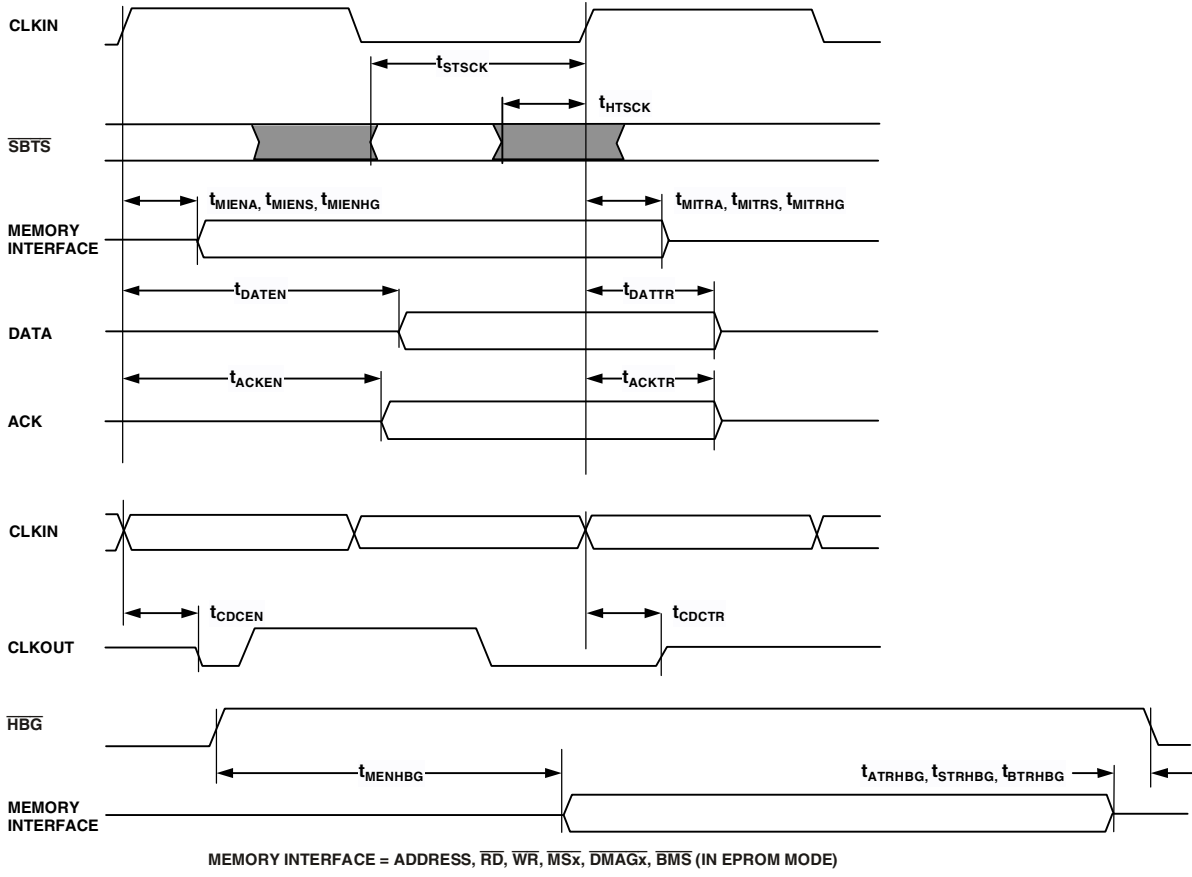 CLKIN
tSTSCK
tHTSCK
SBTS
tMIENA, tMIENS, tMIENHG
tMITRA, tMITRS, tMITRHG
MEMORY
INTERFACE
tDATEN
tDATTR
DATA
tACKEN
tACKTR
ACK
CLKIN
tCDCEN
tCDCTR
CLKOUT
HBG
tMENHBG
tATRHBG, tSTRHBG, tBTRHBG
MEMORY
INTERFACE
MEMORY INTERFACE = ADDRESS, RD, WR, MSx, DMAGx, BMS (IN EPROM MODE)